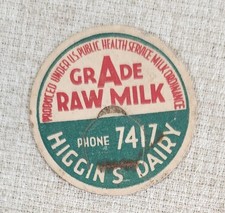 PRODUCED UNDER U.S. PUBLIC HEALTH SERVICE MILK ORDINANCE
GRADE
RAW MILK
PHONE 7417
HIGGINS' DAIRY